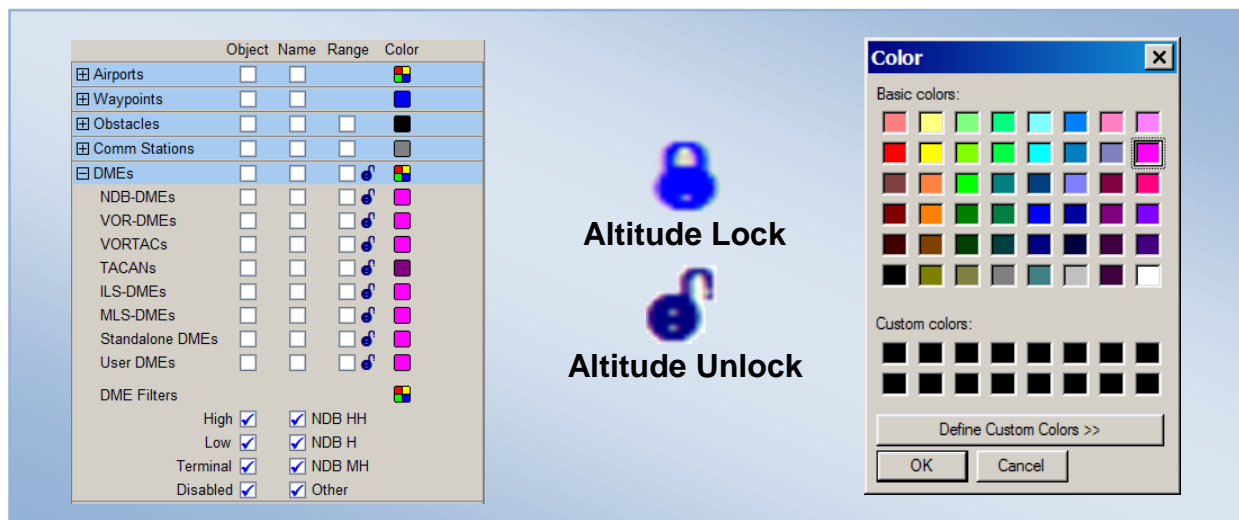 Object Name Range Color
Airports
Waypoints
Obstacles
Comm Stations
DMEs
NDB-DMEs
VOR-DMEs
VORTACs
TACANs
ILS-DMEs
MLS-DMEs
Standalone DMEs
User DMEs
DME Filters
High NDB HH
Low NDB H
Terminal NDB MH
Disabled Other
Altitude Lock
Altitude Unlock
Color
Basic colors:
Custom colors:
Define Custom Colors >>
OK Cancel